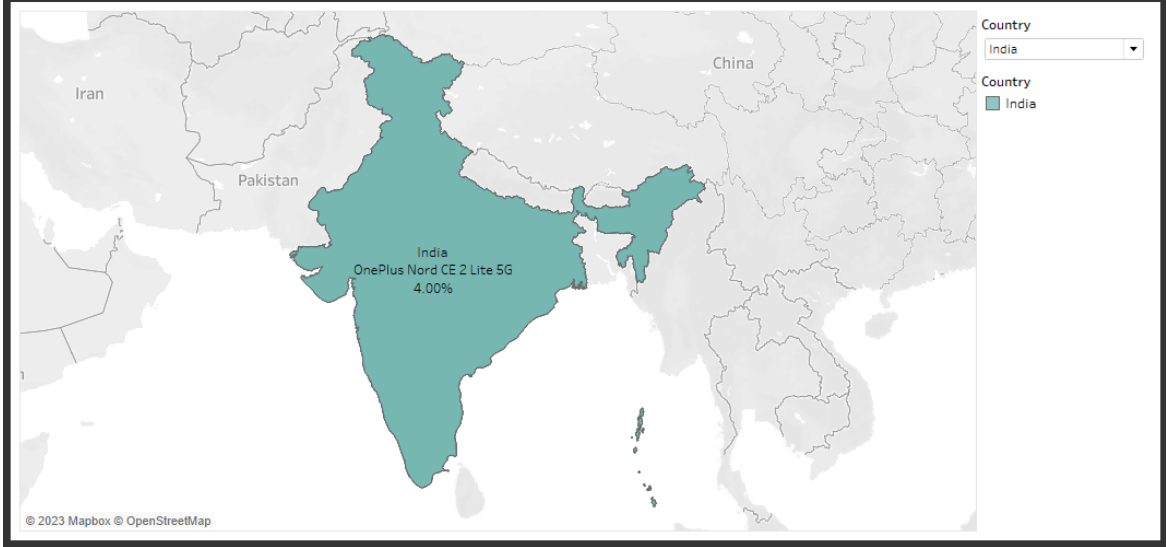 Country
India
Country
India
Iran
China
Pakistan
India
OnePlus Nord CE 2 Lite 5G
4.00%
© 2023 Mapbox © OpenStreetMap